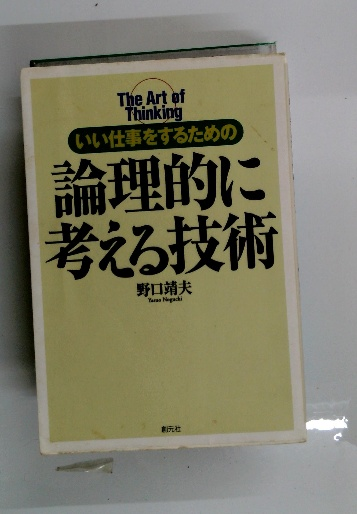 The Art of
Thinking
いい仕事をするための
論理的に
考える技術
野口靖夫
Yasuo Noguchi
創元社